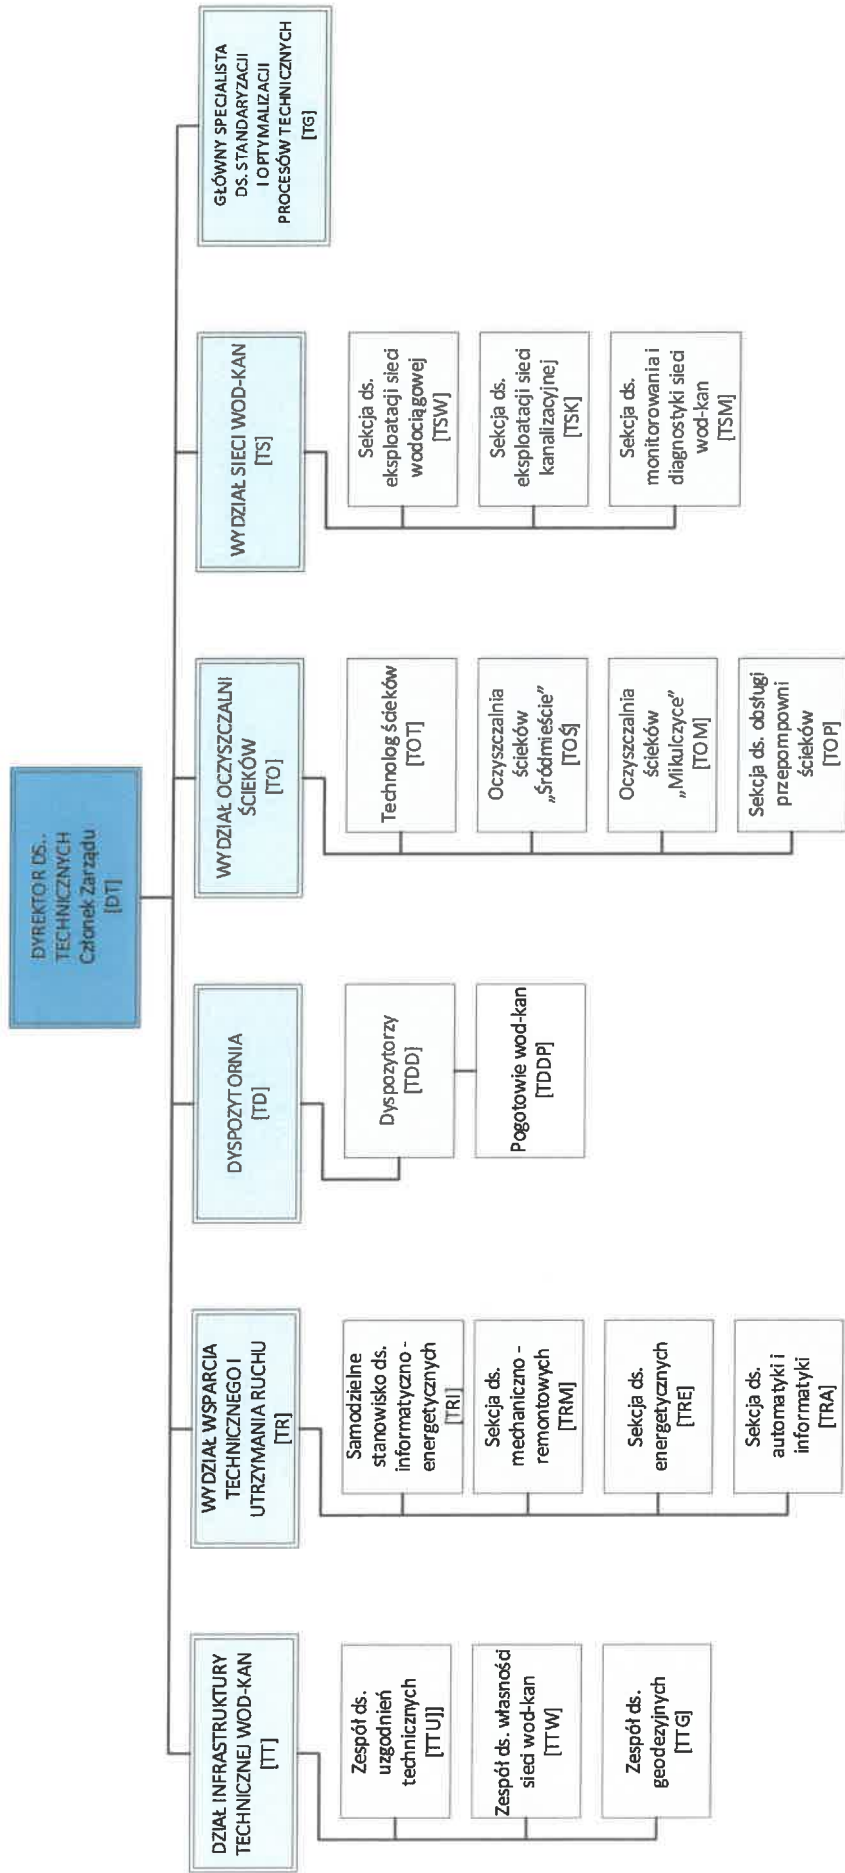 DYREKTOR DS..
TECHNICZNYCH
Członek Zarządu
[DT]
DZIAŁ INFRASTRUKTURY
TECHNICZNEJ WOD-KAN
[TT]
Zespół ds.
uzgodnień
technicznych
[TTU]]
Zespół ds. własności
sieci wod-kan
[TTW]
Zespół ds.
geodezyjnych
[TTG]
WYDZIAŁ WSPARCIA
TECHNICZNEGO I
UTRZYMANIA RUCHU
[TR]
Samodzielne
stanowisko ds.
informatyczno -
energetycznych
[TRI]
Sekcja ds.
mechaniczno -
remontowych
[TRM]
Sekcja ds.
energetycznych
[TRE]
Sekcja ds.
automatyki i
informatyki
[TRA]
DYSPOZYTORNIA
[TD]
Dyspozytorzy
[TDD]
Pogotowie wod-kan
[TDDP]
WYDZIAŁ OCZYSZCZALNI
ŚCIEKÓW
[TO]
Technolog ścieków
[TOT]
Oczyszczalnia
ścieków
„Śródmieście”
[TOŚ]
Oczyszczalnia
ścieków
„Mikulczyce”
[TOM]
Sekcja ds. obsługi
przepompowni
ścieków
[TOP]
WYDZIAŁ SIECI WOD-KAN
[TS]
Sekcja ds.
eksploatacji sieci
wodociągowej
[TSW]
Sekcja ds.
eksploatacji sieci
kanalizacyjnej
[TSK]
Sekcja ds.
monitorowania i
diagnostyki sieci
wod-kan
[TSM]
GŁÓWNY SPECJALISTA
DS. STANDARYZACJI
I OPTYMALIZACJI
PROCESÓW TECHNICZNYCH
[TG]